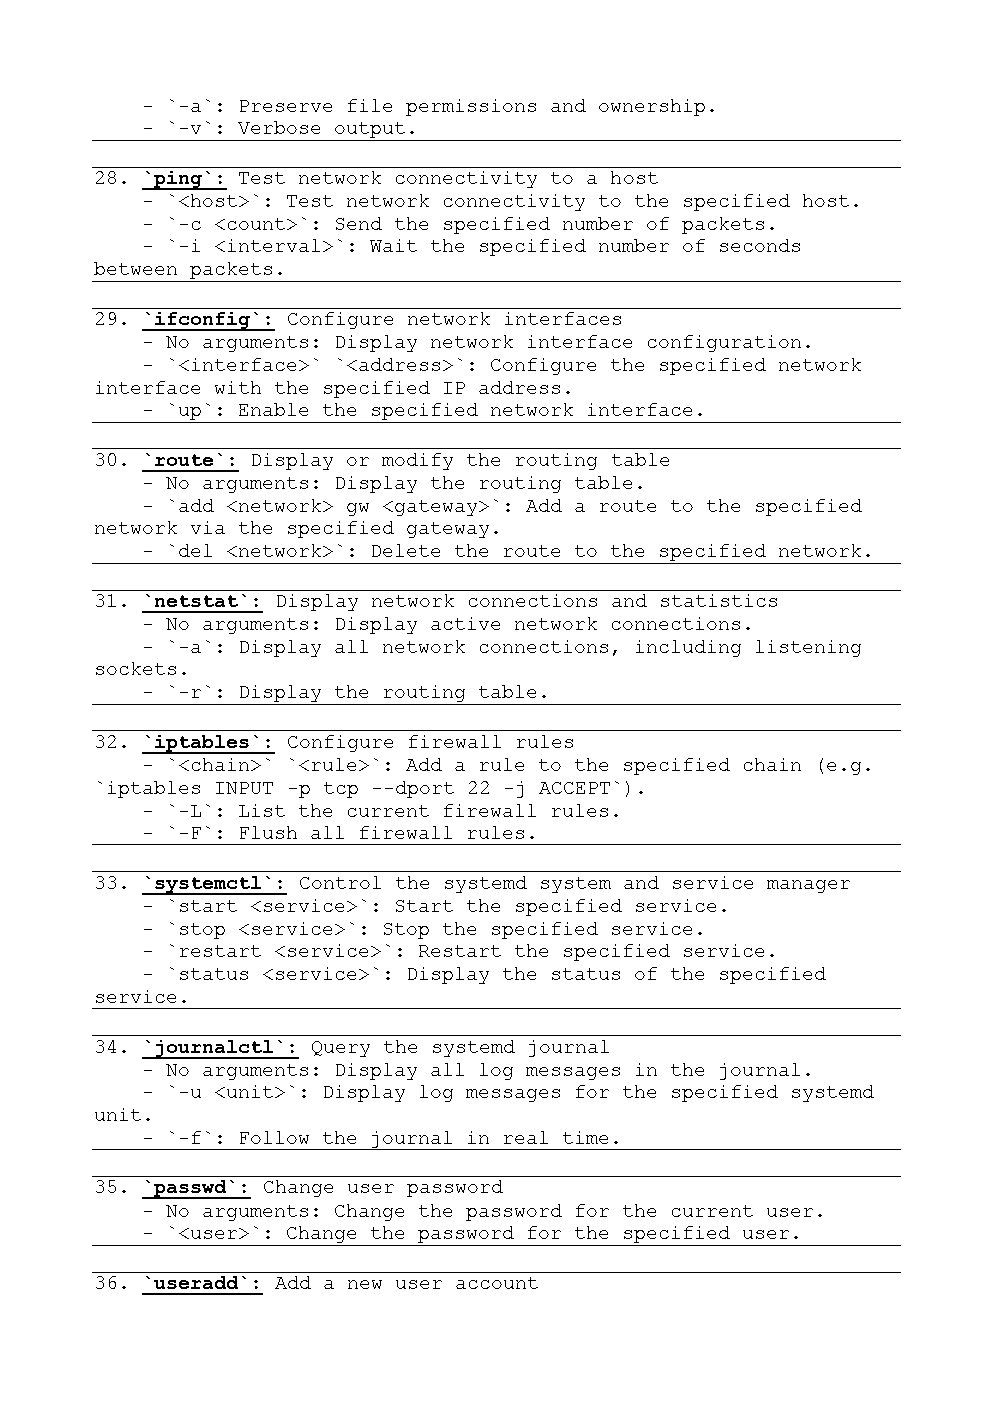 - `-a`: Preserve file permissions and ownership.
- `-v`: Verbose output.
28. `ping`: Test network connectivity to a host
- `<host>`: Test network connectivity to the specified host.
- `-c <count>`: Send the specified number of packets.
- `-i <interval>`: Wait the specified number of seconds
between packets.
29. `ifconfig`: Configure network interfaces
- No arguments: Display network interface configuration.
- `<interface>` `<address>`: Configure the specified network
interface with the specified IP address.
- `up`: Enable the specified network interface.
30. `route`: Display or modify the routing table
- No arguments: Display the routing table.
- `add <network> gw <gateway>`: Add a route to the specified
network via the specified gateway.
- `del <network>`: Delete the route to the specified network.
31. `netstat`: Display network connections and statistics
- No arguments: Display active network connections.
- `-a`: Display all network connections, including listening
sockets.
- `-r`: Display the routing table.
32. `iptables`: Configure firewall rules
- `<chain>` `<rule>`: Add a rule to the specified chain (e.g.
`iptables INPUT -p tcp --dport 22 -j ACCEPT`).
- `-L`: List the current firewall rules.
- `-F`: Flush all firewall rules.
33. `systemctl`: Control the systemd system and service manager
- `start <service>`: Start the specified service.
- `stop <service>`: Stop the specified service.
- `restart <service>`: Restart the specified service.
- `status <service>`: Display the status of the specified
service.
34. `journalctl`: Query the systemd journal
- No arguments: Display all log messages in the journal.
- `-u <unit>`: Display log messages for the specified systemd
unit.
- `-f`: Follow the journal in real time.
35. `passwd`: Change user password
- No arguments: Change the password for the current user.
- `<user>`: Change the password for the specified user.
36. `useradd`: Add a new user account